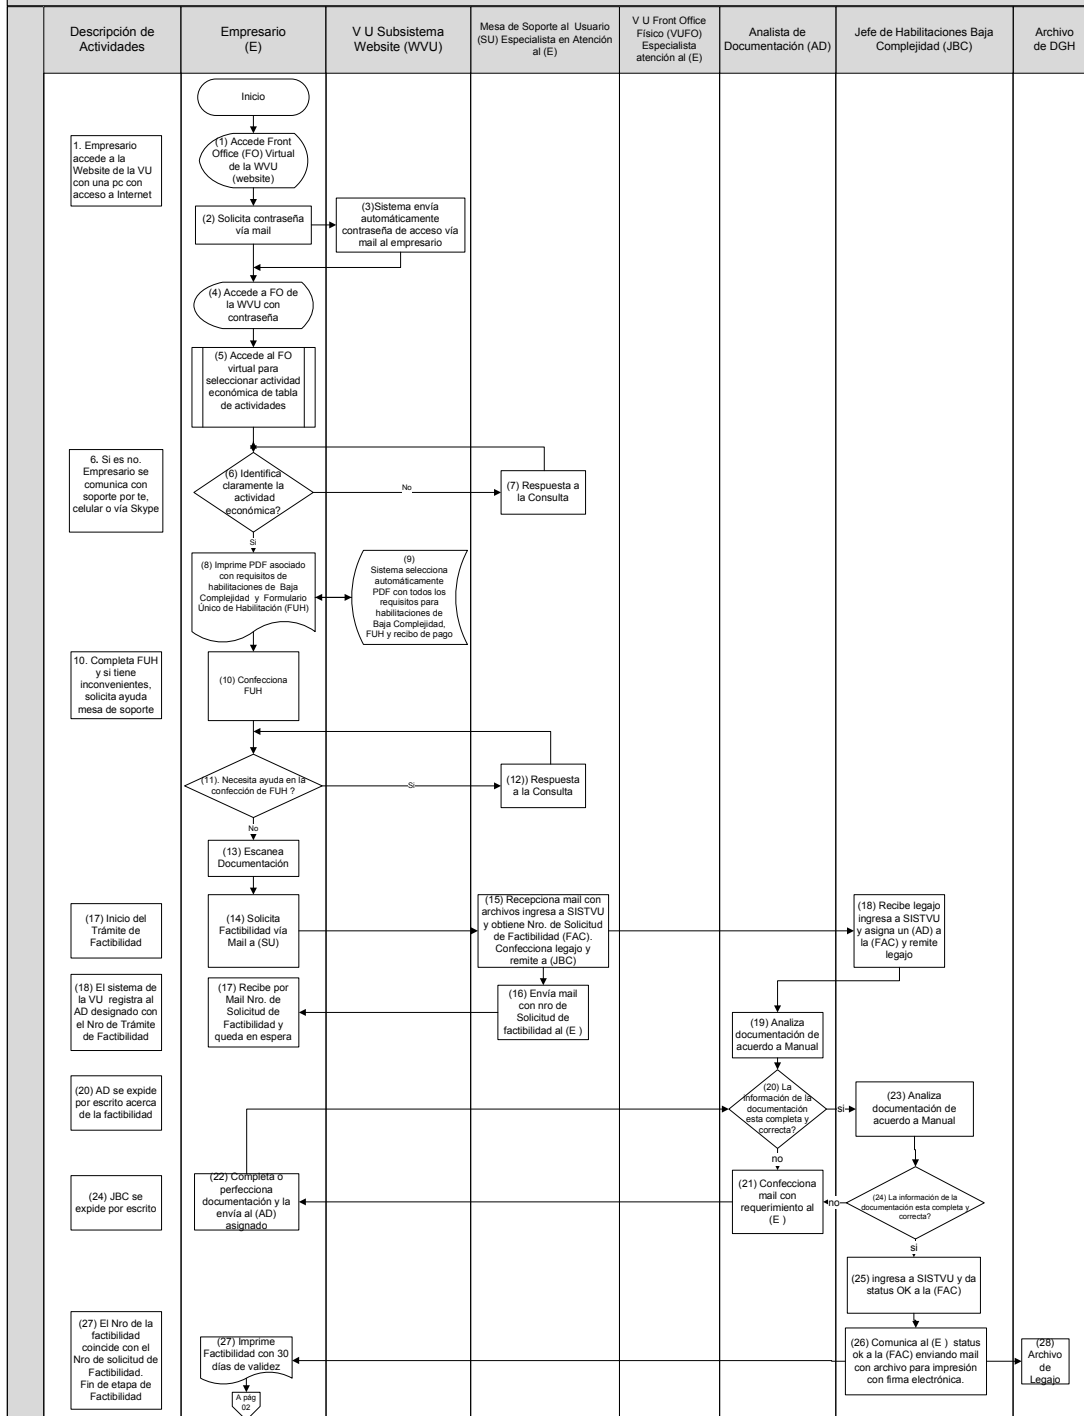 Descripción de
Actividades
Empresario
(E)
V U Subsistema
Website (WVU)
Mesa de Soporte al Usuario
(SU) Especialista en Atención
al (E)
V U Front Office
Físico (VUFO)
Especialista
atención al (E)
Analista de
Documentación (AD)
Jefe de Habilitaciones Baja
Complejidad (JBC)
Archivo
de DGH
Inicio
1. Empresario
accede a la
Website de la VU
con una pc con
acceso a Internet
(1) Accede Front
Office (FO) Virtual
de la WVU
(website)
(2) Solicita contraseña
vía mail
(3)Sistema envía
automáticamente
contraseña de acceso vía
mail al empresario
(4) Accede a FO de
la WVU con
contraseña
(5) Accede al FO
virtual para
seleccionar actividad
económica de tabla
de actividades
6. Si es no.
Empresario se
comunica con
soporte por te,
celular o vía Skype
(6) Identifica
claramente la
actividad
económica?
No
(7) Respuesta a
la Consulta
Si
(8) Imprime PDF asociado
con requisitos de
habilitaciones de Baja
Complejidad y Formulario
Único de Habilitación (FUH)
(9)
Sistema selecciona
automáticamente
PDF con todos los
requisitos para
habilitaciones de
Baja Complejidad,
FUH y recibo de pago
10. Completa FUH
y si tiene
inconvenientes,
solicita ayuda
mesa de soporte
(10) Confecciona
FUH
(11). Necesita ayuda en la
confección de FUH ?
Si
(12)) Respuesta
a la Consulta
No
(13) Escanea
Documentación
(17) Inicio del
Trámite de
Factibilidad
(14) Solicita
Factibilidad vía
Mail a (SU)
(15) Recepciona mail con
archivos ingresa a SISTVU
y obtiene Nro. de Solicitud
de Factibilidad (FAC).
Confecciona legajo y
remite a (JBC)
(18) Recibe legajo
ingresa a SISTVU
y asigna un (AD) a
la (FAC) y remite
legajo
(18) El sistema de
la VU registra al
AD designado con
el Nro de Trámite
de Factibilidad
(17) Recibe por
Mail Nro. de
Solicitud de
Factibilidad y
queda en espera
(16) Envía mail
con nro de
Solicitud de
factibilidad al (E )
(19) Analiza
documentación de
acuerdo a Manual
(20) AD se expide
por escrito acerca
de la factibilidad
(20) La
información de la
documentación
esta completa y
correcta?
si
(23) Analiza
documentación de
acuerdo a Manual
no
(24) JBC se
expide por escrito
(22) Completa o
perfecciona
documentación y la
envía al (AD)
asignado
(21) Confecciona
mail con
requerimiento al
(E )
no
(24) La información de la
documentación esta completa y
correcta?
si
(25) ingresa a SISTVU y da
status OK a la (FAC)
(27) El Nro de la
factibilidad
coincide con el
Nro de solicitud de
Factibilidad.
Fin de etapa de
Factibilidad
(27) Imprime
Factibilidad con 30
días de validez
(26) Comunica al (E ) status
ok a la (FAC) enviando mail
con archivo para impresión
con firma electrónica.
(28)
Archivo
de
Legajo
A pág
02